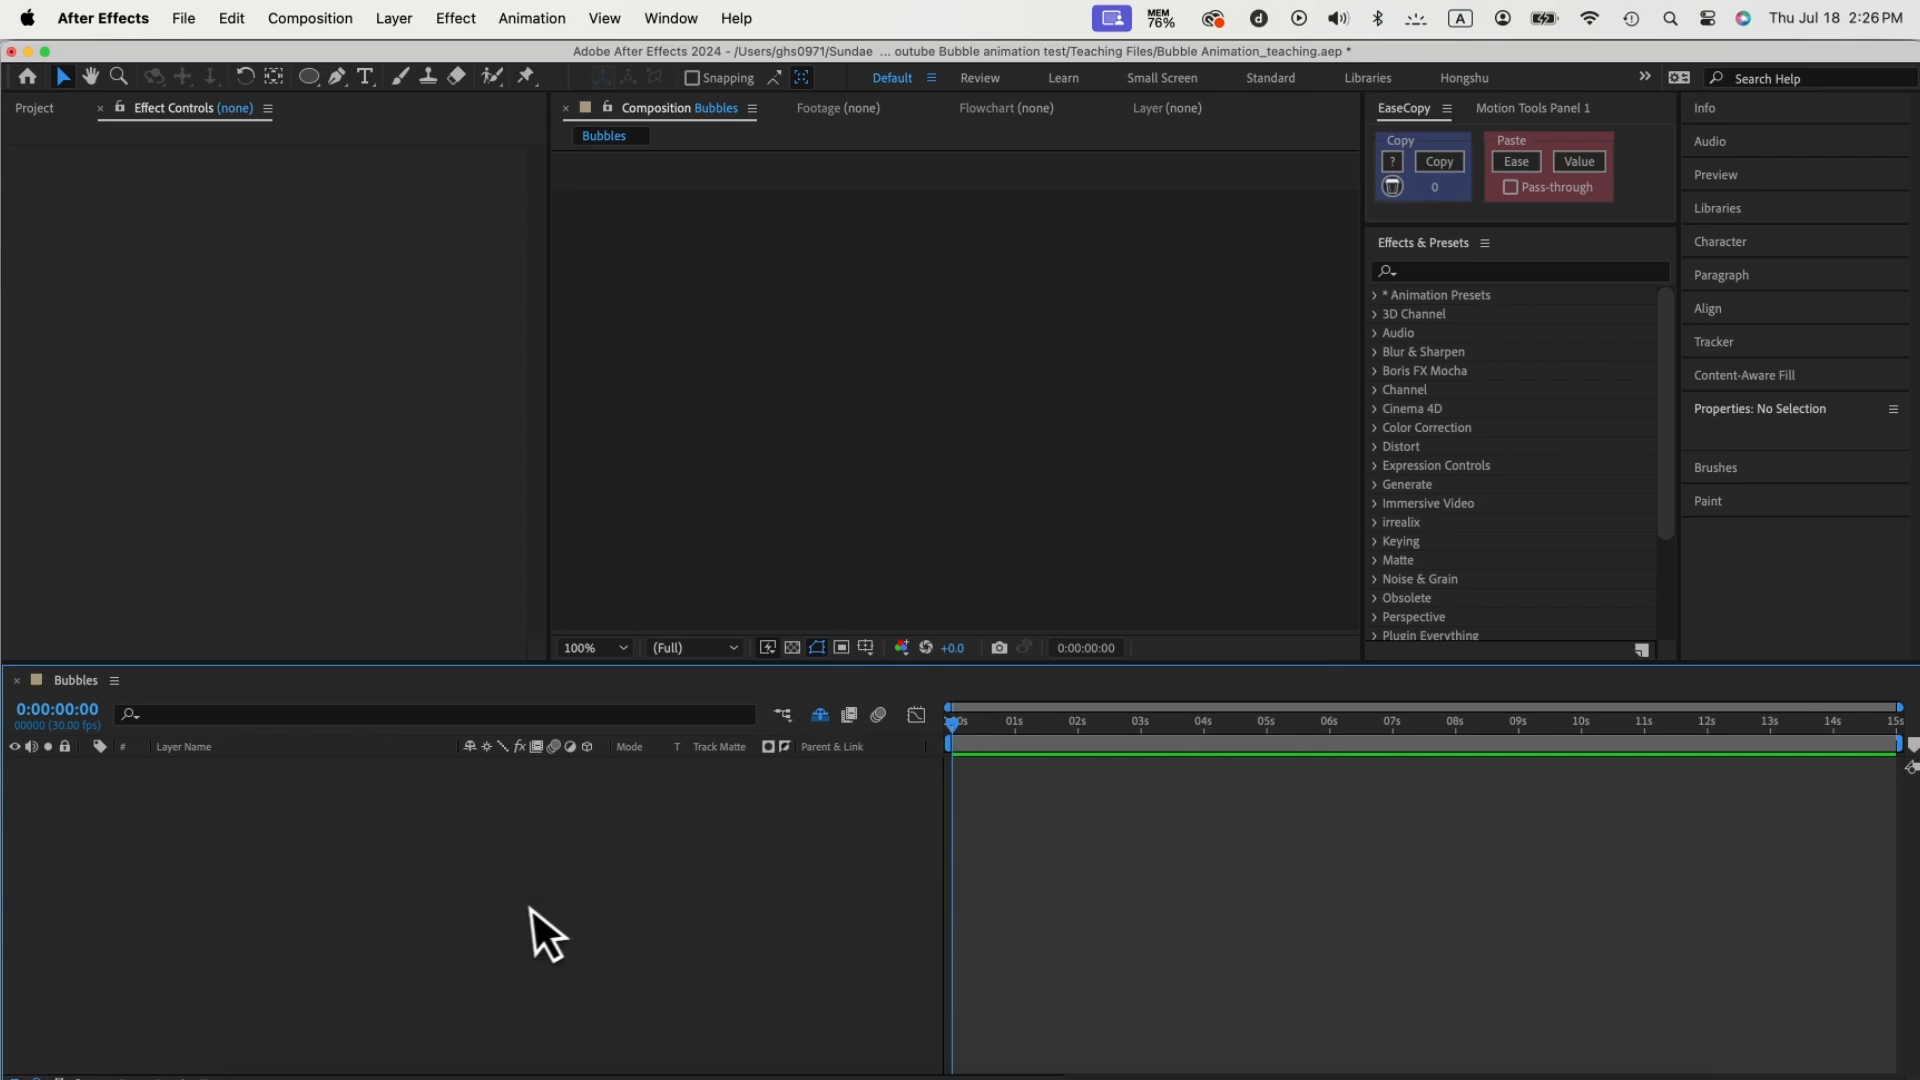 After Effects File Edit Composition Layer Effect Animation View Window Help MEM 76% A Thu Jul 18 2:26 PM
Adobe After Effects 2024 - /Users/ghs0971/Sundae ... outube Bubble animation test/Teaching Files/Bubble Animation_teaching.aep *
Snapping Default Review Learn Small Screen Standard Libraries Hongshu Search Help
Project Effect Controls (none) Composition Bubbles Footage (none) Flowchart (none) Layer (none) EaseCopy Motion Tools Panel 1 Info
Bubbles
Copy Paste
? Copy Ease Value
0 Pass-through
Audio
Preview
Libraries
Character
Paragraph
Align
Tracker
Content-Aware Fill
Properties: No Selection
Brushes
Paint
Effects & Presets
* Animation Presets
3D Channel
Audio
Blur & Sharpen
Boris FX Mocha
Channel
Cinema 4D
Color Correction
Distort
Expression Controls
Generate
Immersive Video
irrealix
Keying
Matte
Noise & Grain
Obsolete
Perspective
Plugin Everything
100% (Full) +0.0 0:00:00:00
Bubbles
0:00:00:00
00000 (30.00 fps)
01s 02s 03s 04s 05s 06s 07s 08s 09s 10s 11s 12s 13s 14s 15s
# Layer Name fx Mode T Track Matte Parent & Link